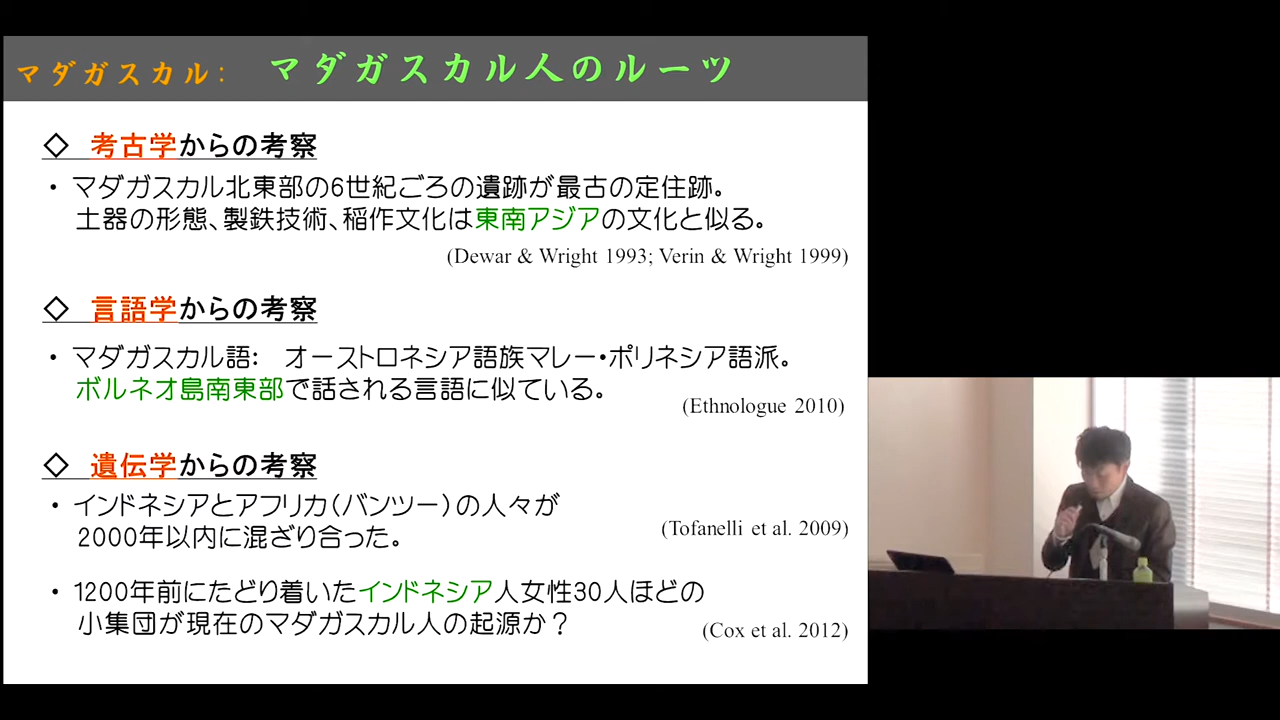 マダガスカル: マダガスカル人のルーツ
◇ 考古学からの考察
・ マダガスカル北東部の6世紀ごろの遺跡が最古の定住跡。
土器の形態、製鉄技術、稲作文化は東南アジアの文化と似る。
(Dewar & Wright 1993; Verin & Wright 1999)
◇ 言語学からの考察
・ マダガスカル語: オーストロネシア語族マレー・ポリネシア語派。
ボルネオ島南東部で話される言語に似ている。
(Ethnologue 2010)
◇ 遺伝学からの考察
・ インドネシアとアフリカ(バンツー)の人々が
2000年以内に混ざり合った。
(Tofanelli et al. 2009)
・ 1200年前にたどり着いたインドネシア人女性30人ほどの
小集団が現在のマダガスカル人の起源か?
(Cox et al. 2012)